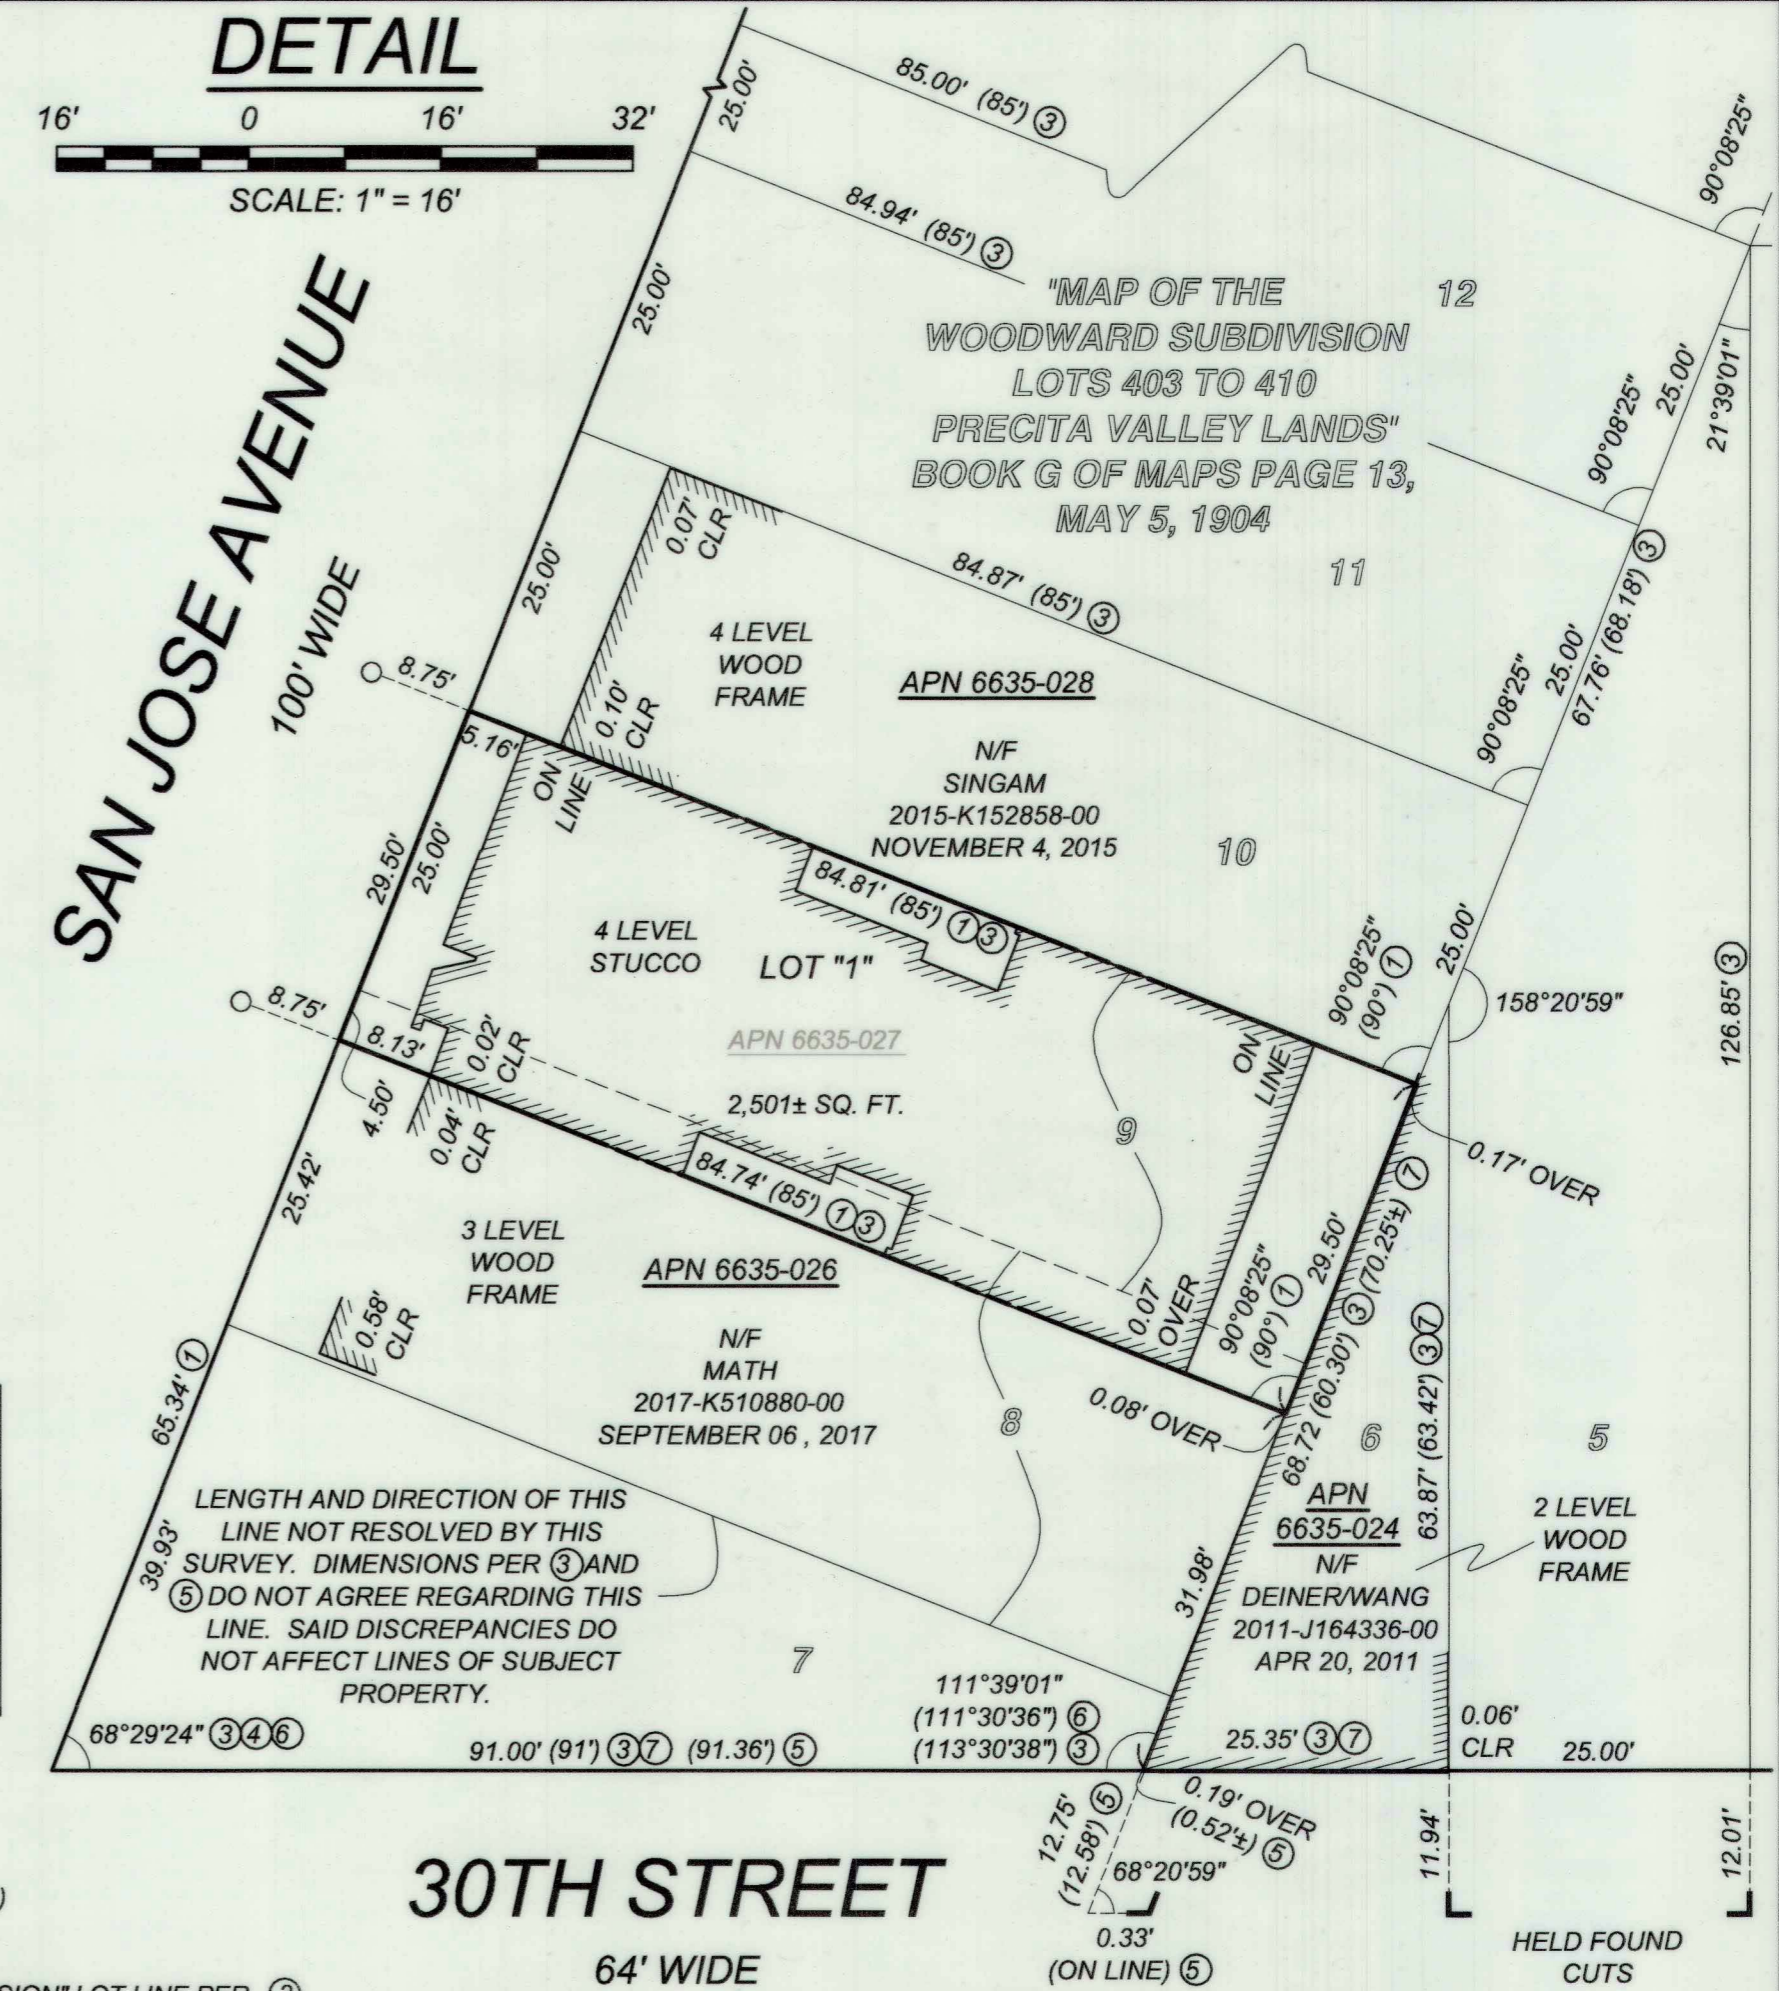 DETAIL
16' 0 16' 32'
SCALE: 1" = 16'
SAN JOSE AVENUE
100' WIDE
25.00'
85.00' (85') ③
90°08'25"
84.94' (85') ③
25.00'
"MAP OF THE
WOODWARD SUBDIVISION
LOTS 403 TO 410
PRECITA VALLEY LANDS"
BOOK G OF MAPS PAGE 13,
MAY 5, 1904
12
25.00'
21°39'01"
90°08'25"
11
67.76' (68.18') ③
25.00'
90°08'25"
84.87' (85') ③
25.00'
0.07'
CLR
0.10'
CLR
4 LEVEL
WOOD
FRAME
APN 6635-028
N/F
SINGAM
2015-K152858-00
NOVEMBER 4, 2015
10
8.75'
5.16'
ON
LINE
29.50'
25.00'
84.81' (85') ①③
4 LEVEL
STUCCO
LOT "1"
APN 6635-027
2,501± SQ. FT.
9
90°08'25"
(90°) ①
25.00'
158°20'59"
126.85' ③
ON
LINE
0.17' OVER
8.75'
8.13'
0.02'
CLR
4.50'
0.04'
CLR
25.42'
84.74' (85') ①③
3 LEVEL
WOOD
FRAME
APN 6635-026
N/F
MATH
2017-K510880-00
SEPTEMBER 06 , 2017
0.58'
CLR
8
0.07'
OVER
90°08'25"
(90°) ①
29.50'
68.72 (60.30') ③ (70.25'±) ⑦
0.08' OVER
63.87' (63.42') ③⑦
6
5
APN
6635-024
N/F
DEINER/WANG
2011-J164336-00
APR 20, 2011
2 LEVEL
WOOD
FRAME
31.98'
65.34' ①
39.93'
LENGTH AND DIRECTION OF THIS
LINE NOT RESOLVED BY THIS
SURVEY. DIMENSIONS PER ③ AND
⑤ DO NOT AGREE REGARDING THIS
LINE. SAID DISCREPANCIES DO
NOT AFFECT LINES OF SUBJECT
PROPERTY.
7
68°29'24" ③④⑥
91.00' (91') ③⑦ (91.36') ⑤
111°39'01"
(111°30'36") ⑥
(113°30'38") ③
25.35' ③⑦
0.06'
CLR
25.00'
30TH STREET
64' WIDE
12.75'
(12.58') ⑤
0.19' OVER
(0.52'±) ⑤
68°20'59"
0.33'
(ON LINE) ⑤
11.94'
12.01'
HELD FOUND
CUTS